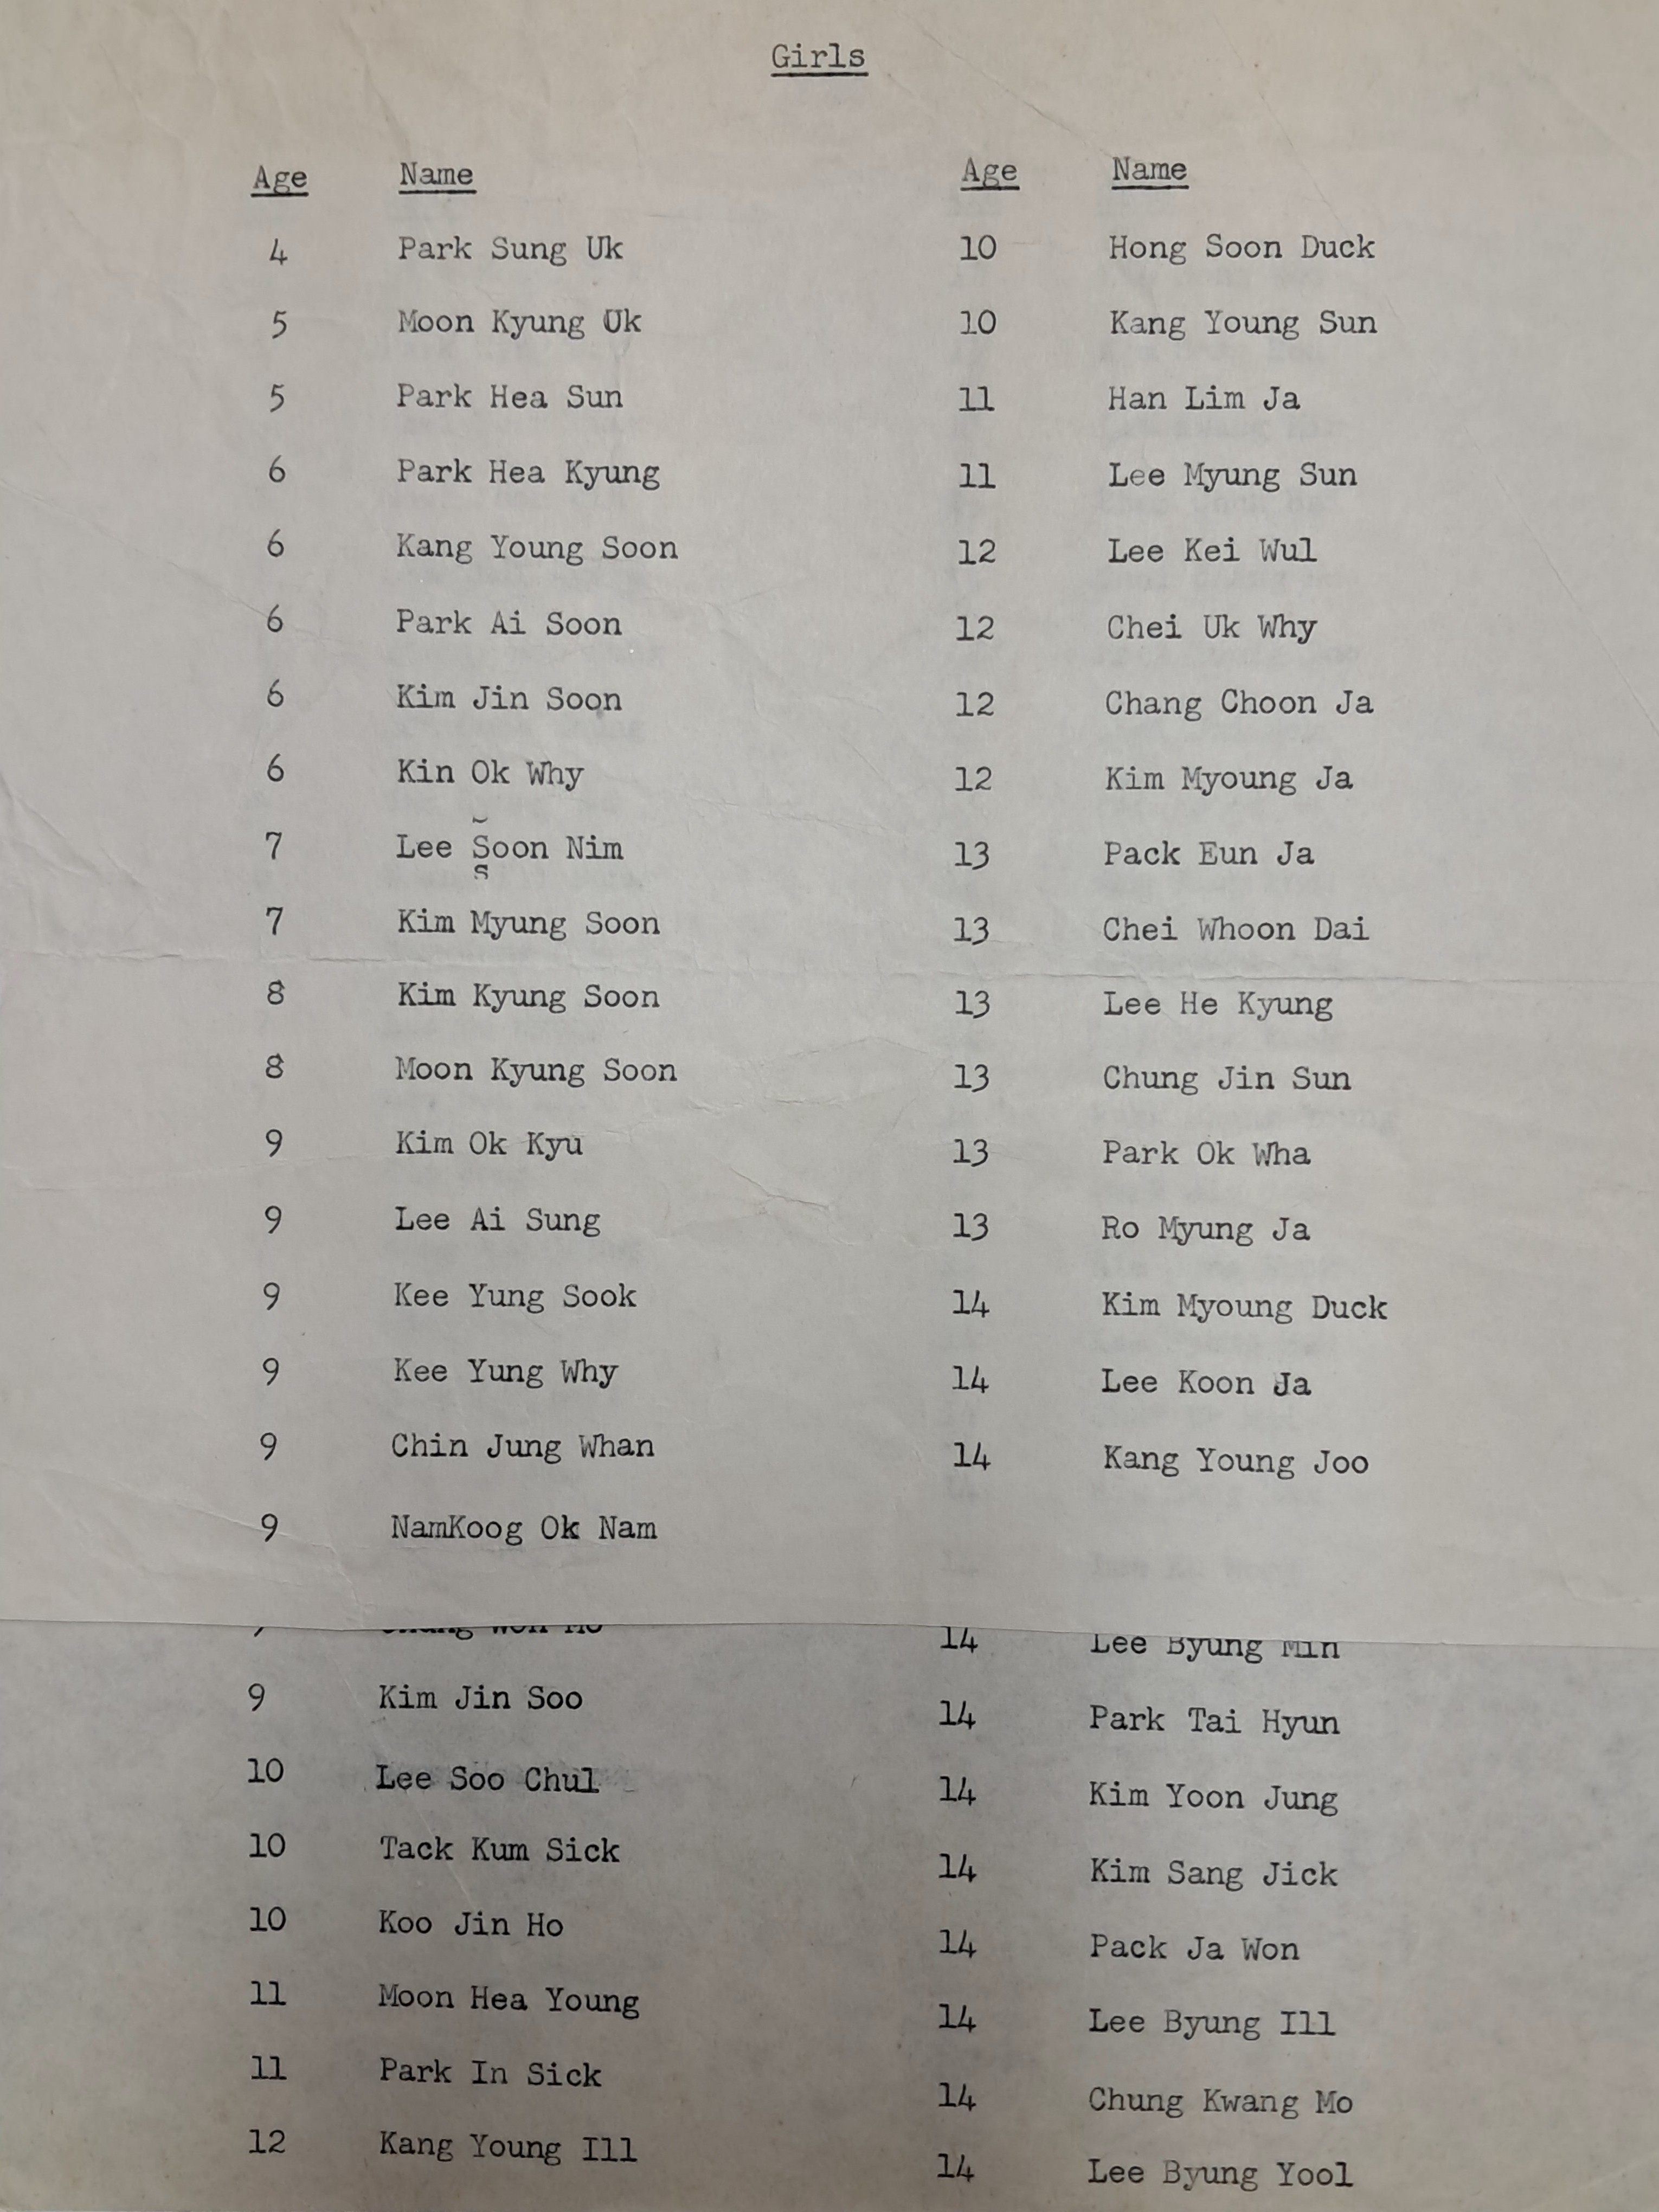 Girls
Age Name Age Name
4 Park Sung Uk 10 Hong Soon Duck
5 Moon Kyung Uk 10 Kang Young Sun
5 Park Hea Sun 11 Han Lim Ja
6 Park Hea Kyung 11 Lee Myung Sun
6 Kang Young Soon 12 Lee Kei Wul
6 Park Ai Soon 12 Chei Uk Why
6 Kim Jin Soon 12 Chang Choon Ja
6 Kin Ok Why 12 Kim Myoung Ja
7 Lee Soon Nim 13 Pack Eun Ja
s
7 Kim Myung Soon 13 Chei Whoon Dai
8 Kim Kyung Soon 13 Lee He Kyung
8 Moon Kyung Soon 13 Chung Jin Sun
9 Kim Ok Kyu 13 Park Ok Wha
9 Lee Ai Sung 13 Ro Myung Ja
9 Kee Yung Sook 14 Kim Myoung Duck
9 Kee Yung Why 14 Lee Koon Ja
9 Chin Jung Whan 14 Kang Young Joo
9 NamKoog Ok Nam
14 Lee Byung Min
9 Kim Jin Soo 14 Park Tai Hyun
10 Lee Soo Chul 14 Kim Yoon Jung
10 Tack Kum Sick 14 Kim Sang Jick
10 Koo Jin Ho 14 Pack Ja Won
11 Moon Hea Young 14 Lee Byung Ill
11 Park In Sick 14 Chung Kwang Mo
12 Kang Young Ill 14 Lee Byung Yool